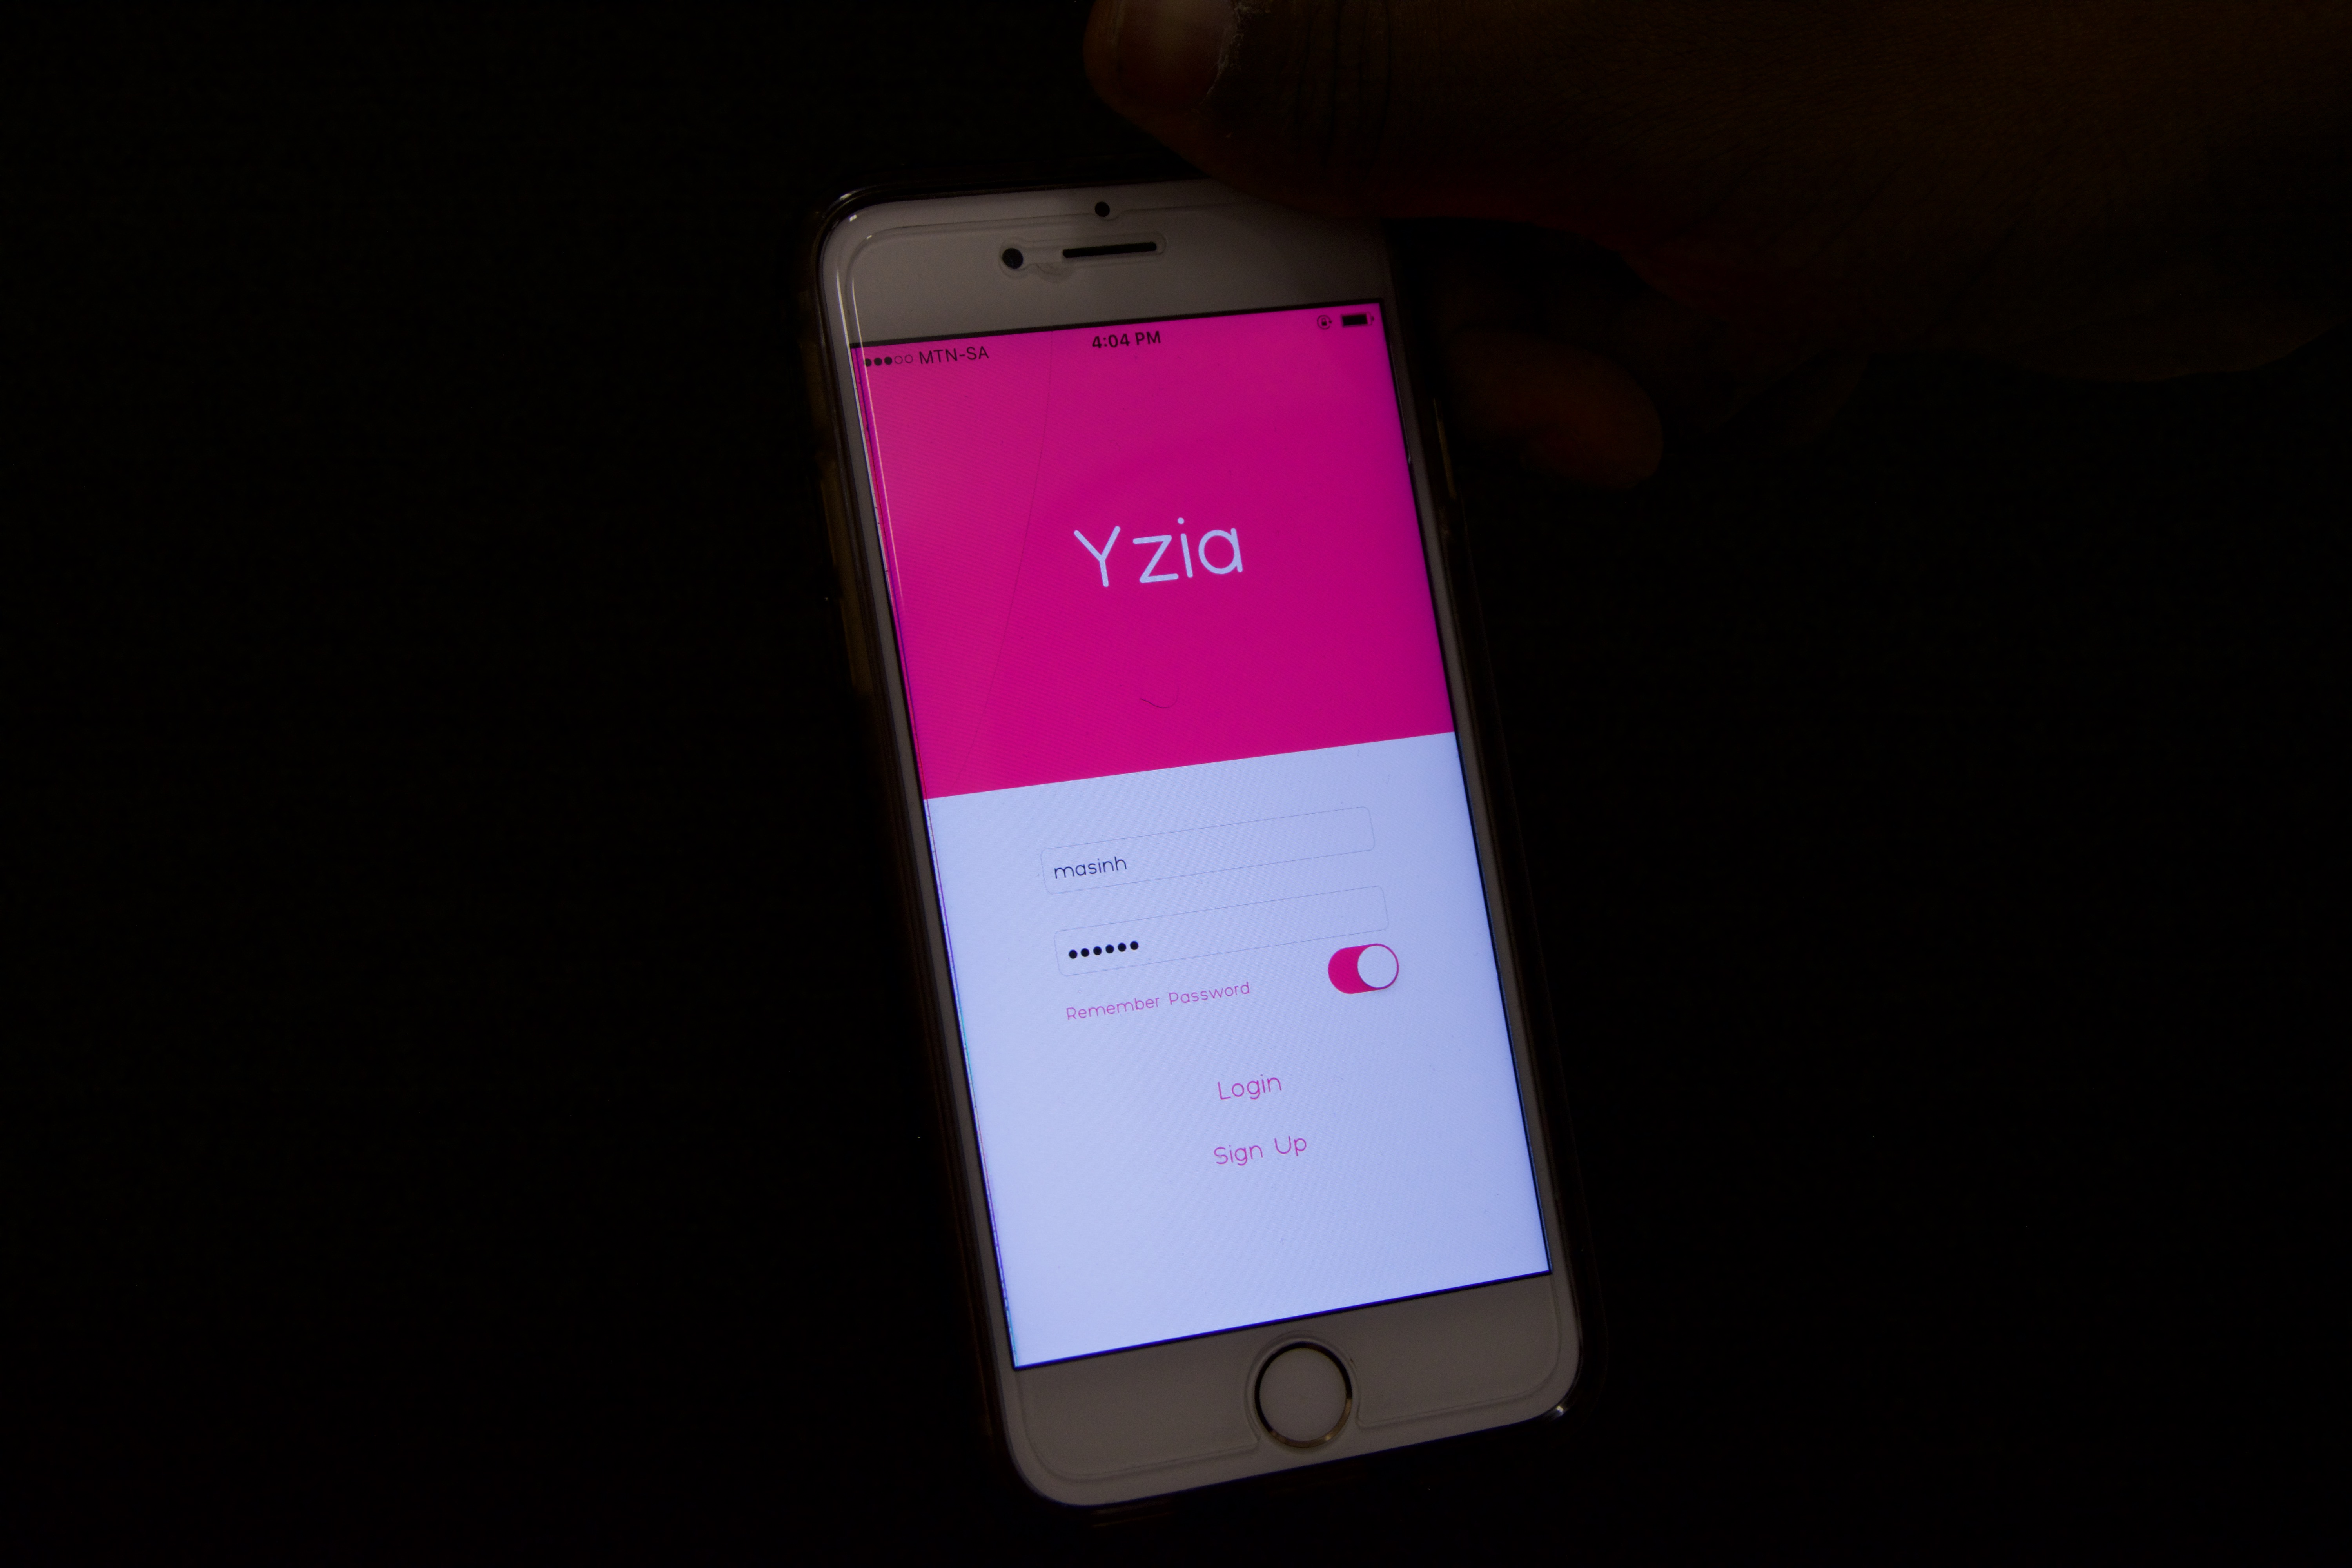 MTN-SA 4:04 PM
Yzia
masinh
••••••
Remember Password
Login
Sign Up